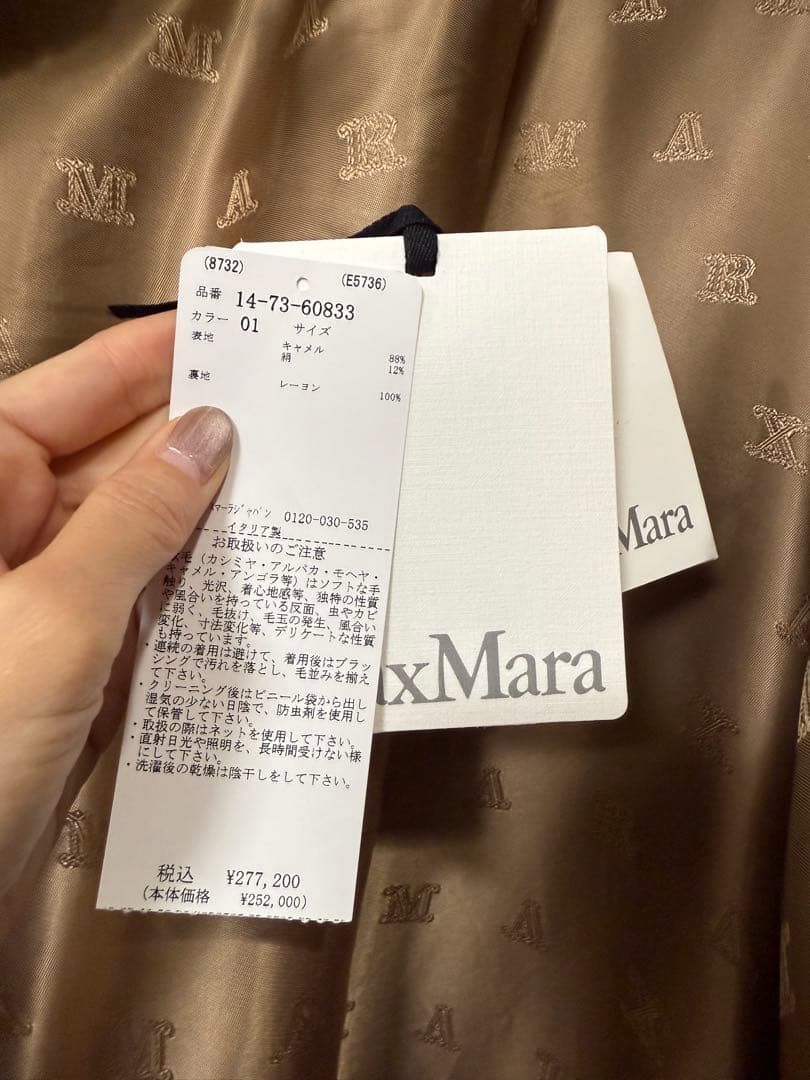 (8732)
(E5736)
品番 14-73-60833
カラー 01 サイズ
表地 キャメル 88%
絹 12%
裏地 レーヨン 100%
マーラジャパン 0120-030-535
イタリア製
お取扱いのご注意
毛（カシミヤ・アルパカ・モヘヤ・
キャメル・アンゴラ等）はソフトな手
触り、光沢、着心地感等、独特の性質
や風合いを持っている反面、虫やカビ
に弱く、毛抜け、毛玉の発生、風合い
変化、寸法変化等、デリケートな性質
も持っています。
・連続の着用は避けて、着用後はブラッ
シングで汚れを落とし、毛並みを揃え
て下さい。
・クリーニング後はビニール袋から出し
湿気の少ない日陰で、防虫剤を使用し
て保管して下さい。
・取扱の際はネットを使用して下さい。
・直射日光や照明を、長時間受けない様
にして下さい。
・洗濯後の乾燥は陰干しをして下さい。
税込 ¥277,200
(本体価格 ¥252,000)
xMara
Mara
M A R A
M A R M A
X
M A
M A R
A